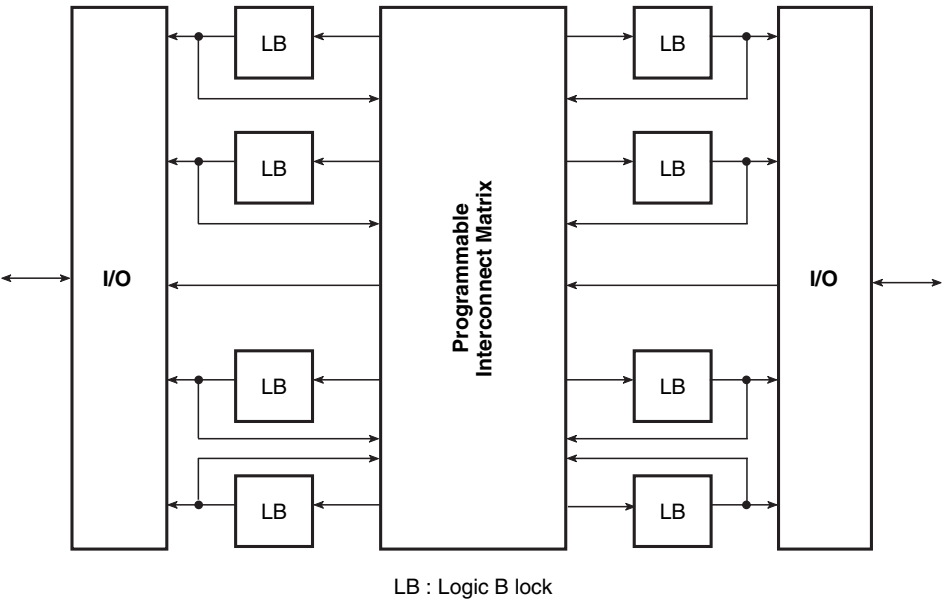 LB
LB
LB
LB
I/O
Programmable
Interconnect Matrix
I/O
LB
LB
LB
LB
LB : Logic B lock